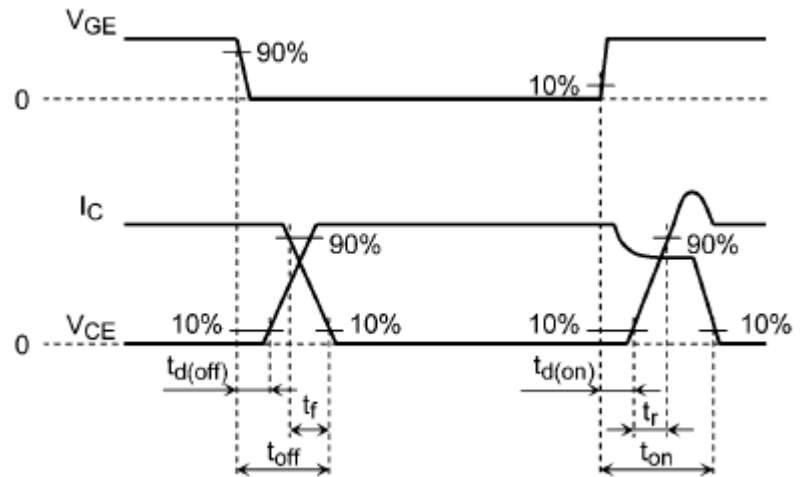 VGE
90%
10%
0
IC
90%
90%
VCE
10%
10%
10%
10%
0
td(off)
td(on)
tf
tr
toff
ton